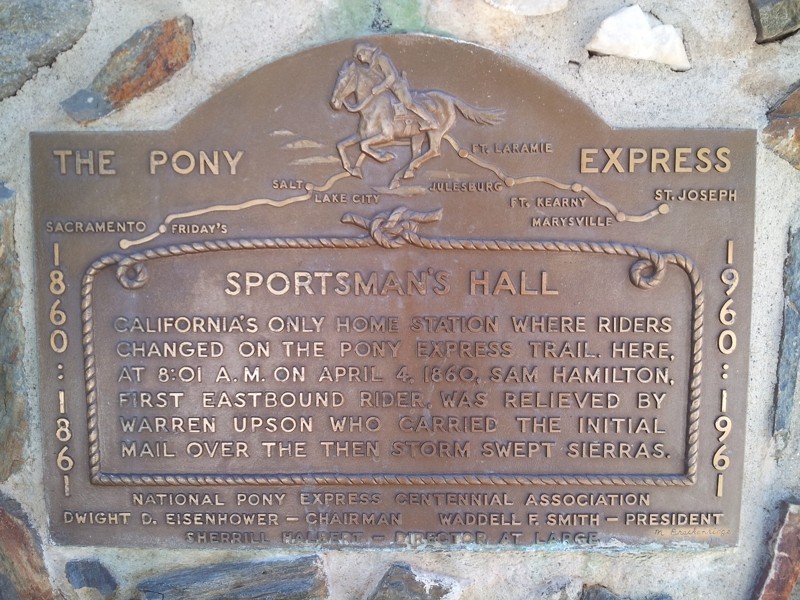 THE PONY EXPRESS
FT. LARAMIE
SALT
LAKE CITY
JULESBURG
FT. KEARNY
MARYSVILLE
ST. JOSEPH
SACRAMENTO
FRIDAY'S
1860:1861
1960:1961
SPORTSMAN'S HALL
CALIFORNIA'S ONLY HOME STATION WHERE RIDERS
CHANGED ON THE PONY EXPRESS TRAIL. HERE,
AT 8:01 A.M. ON APRIL 4, 1860, SAM HAMILTON,
FIRST EASTBOUND RIDER, WAS RELIEVED BY
WARREN UPSON WHO CARRIED THE INITIAL
MAIL OVER THE THEN STORM SWEPT SIERRAS.
NATIONAL PONY EXPRESS CENTENNIAL ASSOCIATION
DWIGHT D. EISENHOWER – CHAIRMAN WADDELL F. SMITH – PRESIDENT
SHERRILL HALBERT – DIRECTOR AT LARGE